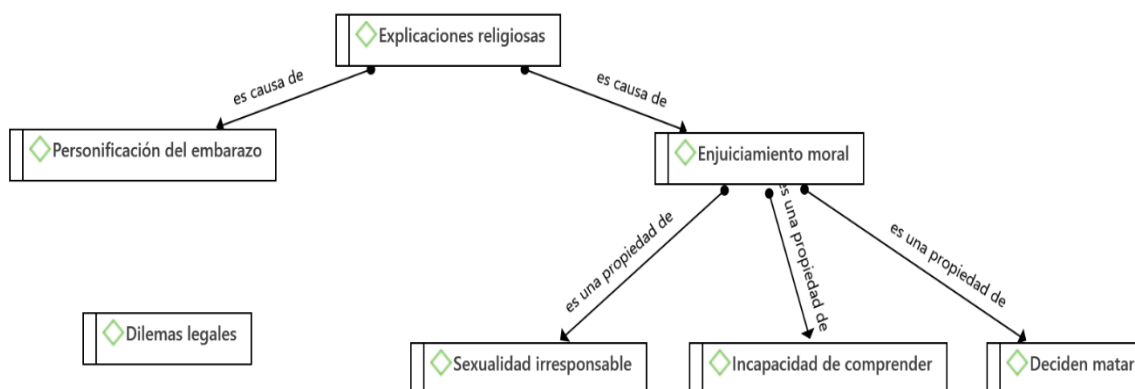 Explicaciones religiosas
es causa de
es causa de
Personificación del embarazo
Enjuiciamiento moral
es una propiedad de
es una propiedad de
es una propiedad de
Dilemas legales
Sexualidad irresponsable
Incapacidad de comprender
Deciden matar